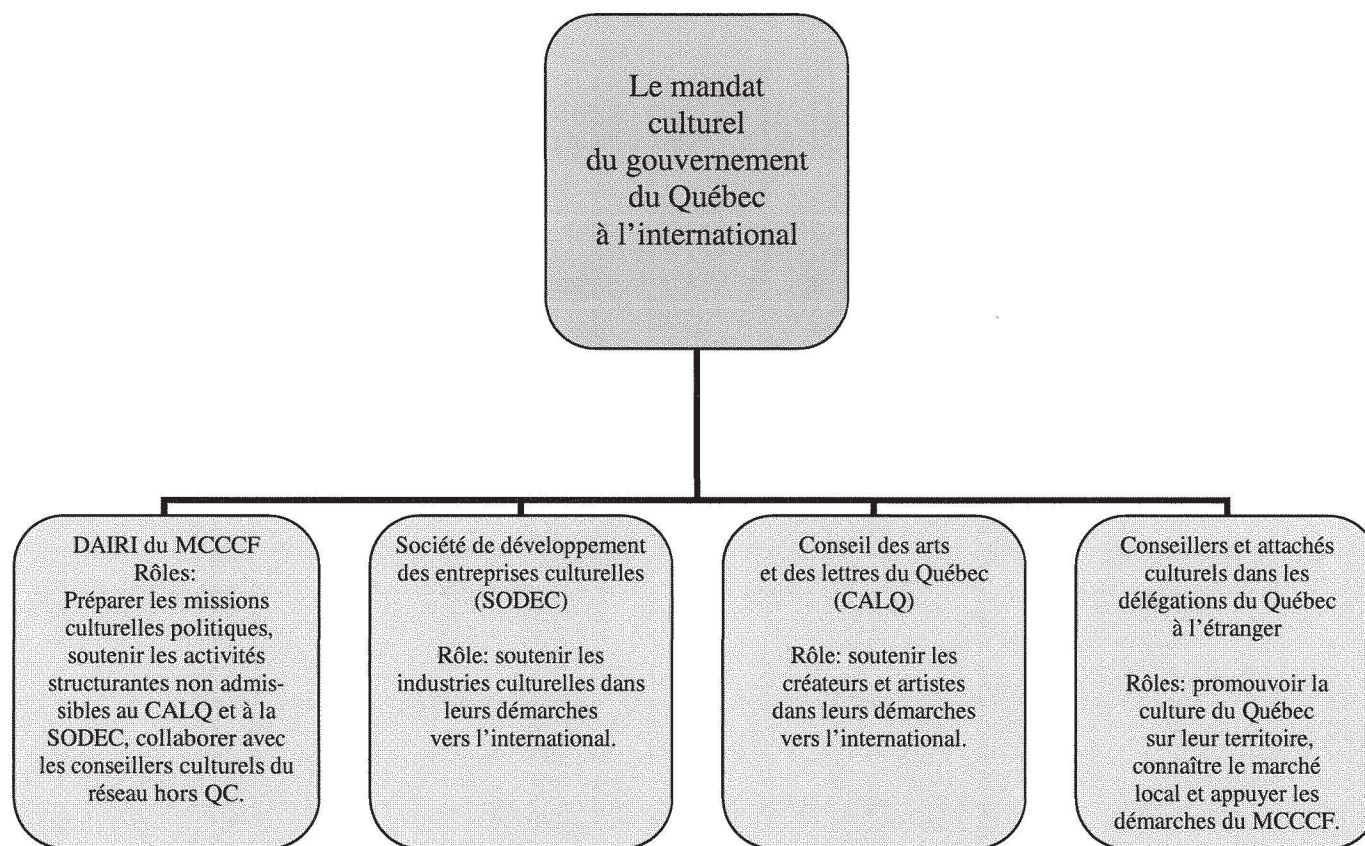 Le mandat
culturel
du gouvernement
du Québec
à l'international
DAIRI du MCCCF
Rôles:
Préparer les missions
culturelles politiques,
soutenir les activités
structurantes non admis-
sibles au CALQ et à la
SODEC, collaborer avec
les conseillers culturels du
réseau hors QC.
Société de développement
des entreprises culturelles
(SODEC)
Rôle: soutenir les
industries culturelles dans
leurs démarches
vers l'international.
Conseil des arts
et des lettres du Québec
(CALQ)
Rôle: soutenir les
créateurs et artistes
dans leurs démarches
vers l'international.
Conseillers et attachés
culturels dans les
délégations du Québec
à l'étranger
Rôles: promouvoir la
culture du Québec
sur leur territoire,
connaître le marché
local et appuyer les
démarches du MCCCF.